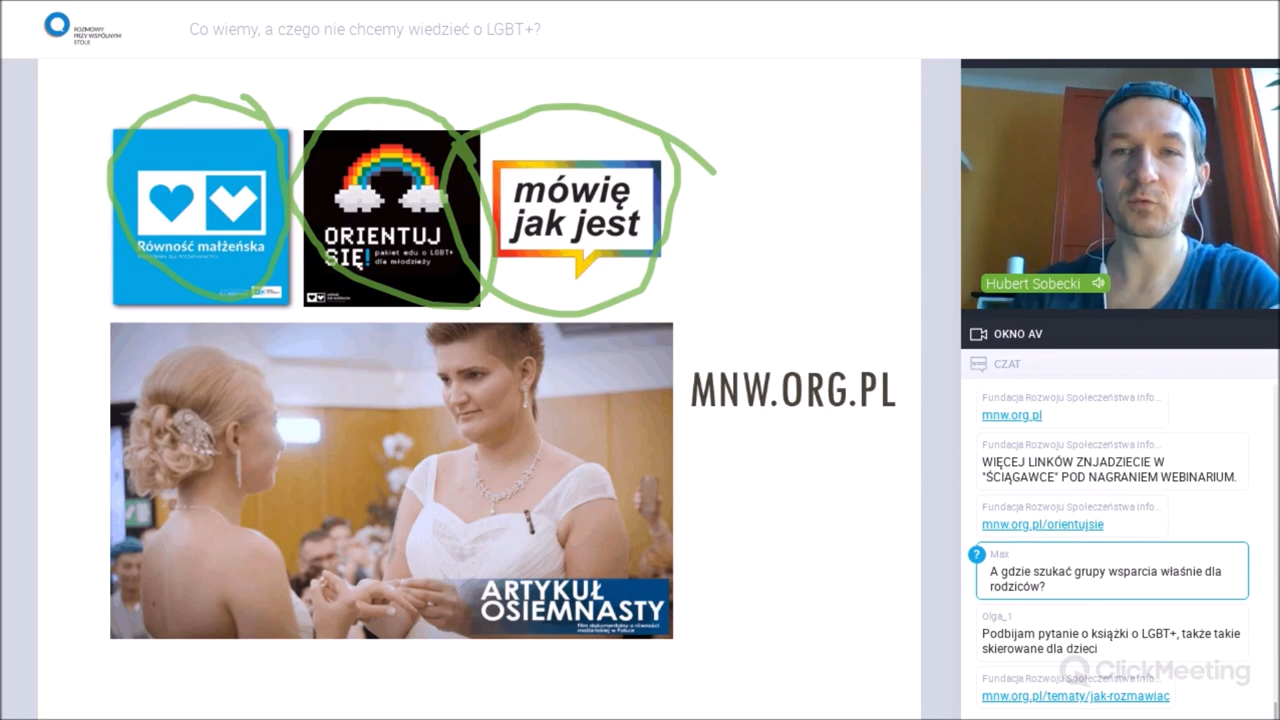 ROZMOWY
PRZY WSPÓLNYM
STOLE
Co wiemy, a czego nie chcemy wiedzieć o LGBT+?
Równość małżeńska
ORIENTUJ
SIĘ!
pakiet edu o LGBT+
dla młodzieży
mówię
jak jest
ARTYKUŁ
OSIEMNASTY
Film dokumentalny o równości
małżeńskiej w Polsce
MNW.ORG.PL
Hubert Sobecki
OKNO AV
CZAT
Fundacja Rozwoju Społeczeństwa Info...
mnw.org.pl
Fundacja Rozwoju Społeczeństwa Info...
WIĘCEJ LINKÓW ZNJADZIECIE W
"ŚCIĄGAWCE" POD NAGRANIEM WEBINARIUM.
Fundacja Rozwoju Społeczeństwa Info...
mnw.org.pl/orientujsie
?
Max
A gdzie szukać grupy wsparcia właśnie dla
rodziców?
Olga_1
Podbijam pytanie o książki o LGBT+, także takie
skierowane dla dzieci
Fundacja Rozwoju Społeczeństwa Info...
mnw.org.pl/tematy/jak-rozmawiac
ClickMeeting